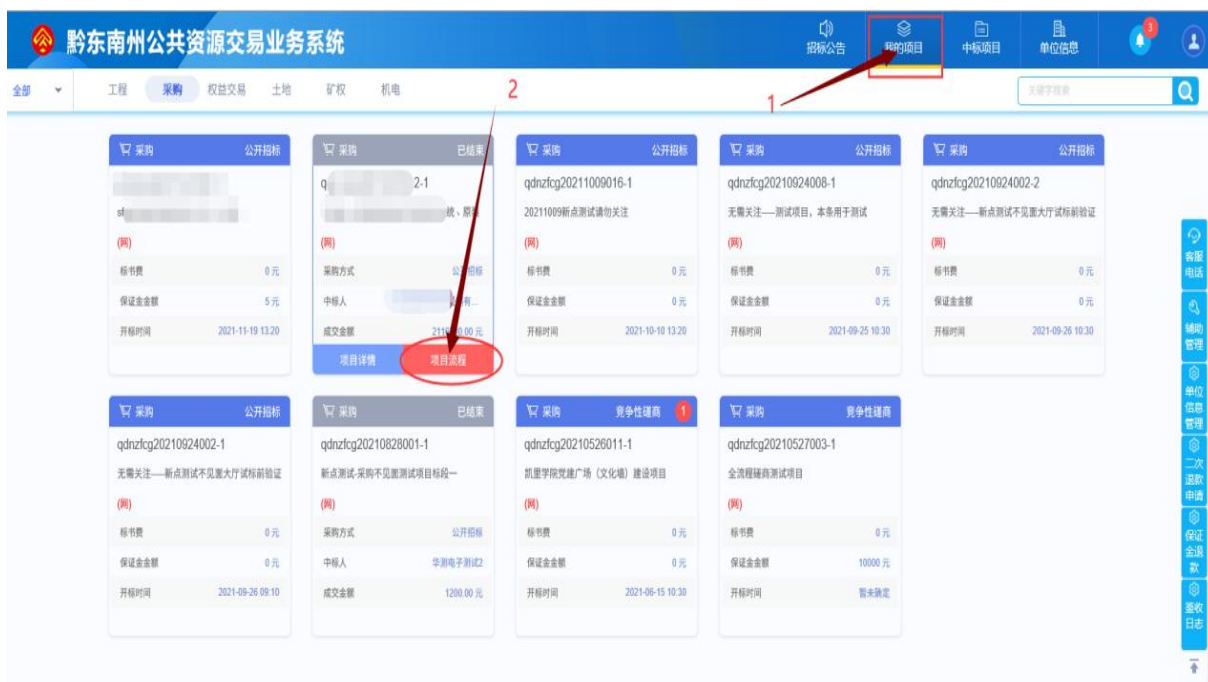 黔东南州公共资源交易业务系统
招标公告 我的项目 中标项目 单位信息 3
全部 工程 采购 权益交易 土地 矿权 机电
关键字搜索
1
2
采购 公开招标
(网)
标书费 0 元
保证金金额 5 元
开标时间 2021-11-19 13:20
采购 已结束
q 2-1
统、原
(网)
采购方式 公开招标
中标人 有...
成交金额
项目详情 项目流程
采购 公开招标
qdnzfcg20211009016-1
20211009新点测试请勿关注
(网)
标书费 0 元
保证金金额 0 元
开标时间 2021-10-10 13:20
采购 公开招标
qdnzfcg20210924008-1
无需关注——测试项目，本条用于测试
(网)
标书费 0 元
保证金金额 0 元
开标时间 2021-09-25 10:30
采购 公开招标
qdnzfcg20210924002-2
无需关注——新点测试不见面大厅试标前验证
(网)
标书费 0 元
保证金金额 0 元
开标时间 2021-09-26 10:30
采购 公开招标
qdnzfcg20210924002-1
无需关注——新点测试不见面大厅试标前验证
(网)
标书费 0 元
保证金金额 0 元
开标时间 2021-09-26 09:10
采购 已结束
qdnzfcg20210828001-1
新点测试-采购不见面测试项目标段一
(网)
采购方式 公开招标
中标人 华测电子测试2
成交金额 1200.00 元
采购 竞争性磋商 1
qdnzfcg20210526011-1
凯里学院党建广场（文化墙）建设项目
(网)
标书费 0 元
保证金金额 0 元
开标时间 2021-06-15 10:30
采购 竞争性磋商
qdnzfcg20210527003-1
全流程磋商测试项目
(网)
标书费 0 元
保证金金额 10000 元
开标时间 暂未确定
客服
电话
辅助
管理
单位
信息
管理
二次
退款
申请
保证
金退
款
签收
日志